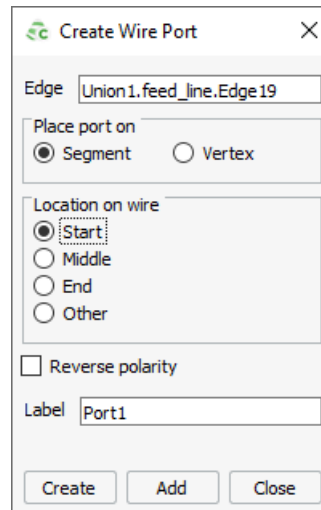 Create Wire Port
Edge Union1.feed_line.Edge19
Place port on
Segment Vertex
Location on wire
Start
Middle
End
Other
Reverse polarity
Label Port1
Create Add Close